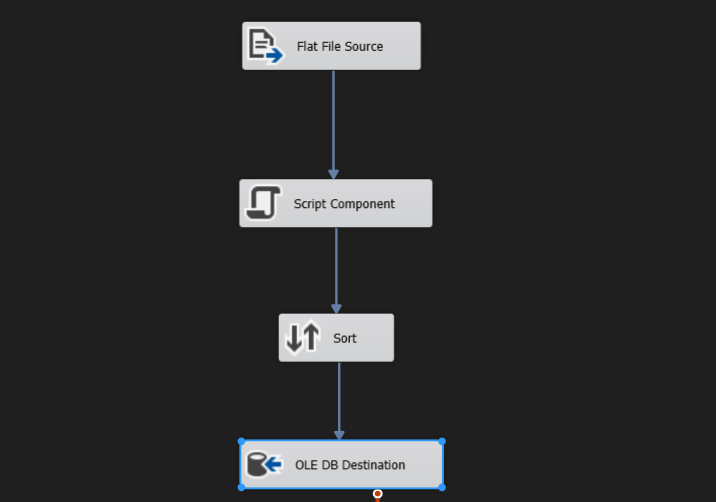 Flat File Source
Script Component
Sort
OLE DB Destination